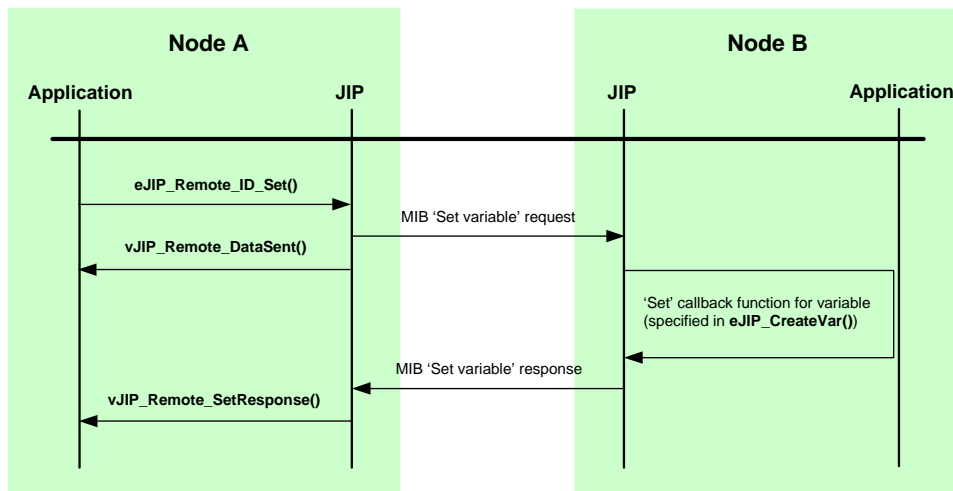 Node A
Node B
Application
JIP
JIP
Application
eJIP_Remote_ID_Set()
MIB ‘Set variable’ request
vJIP_Remote_DataSent()
‘Set’ callback function for variable
(specified in eJIP_CreateVar())
MIB ‘Set variable’ response
vJIP_Remote_SetResponse()